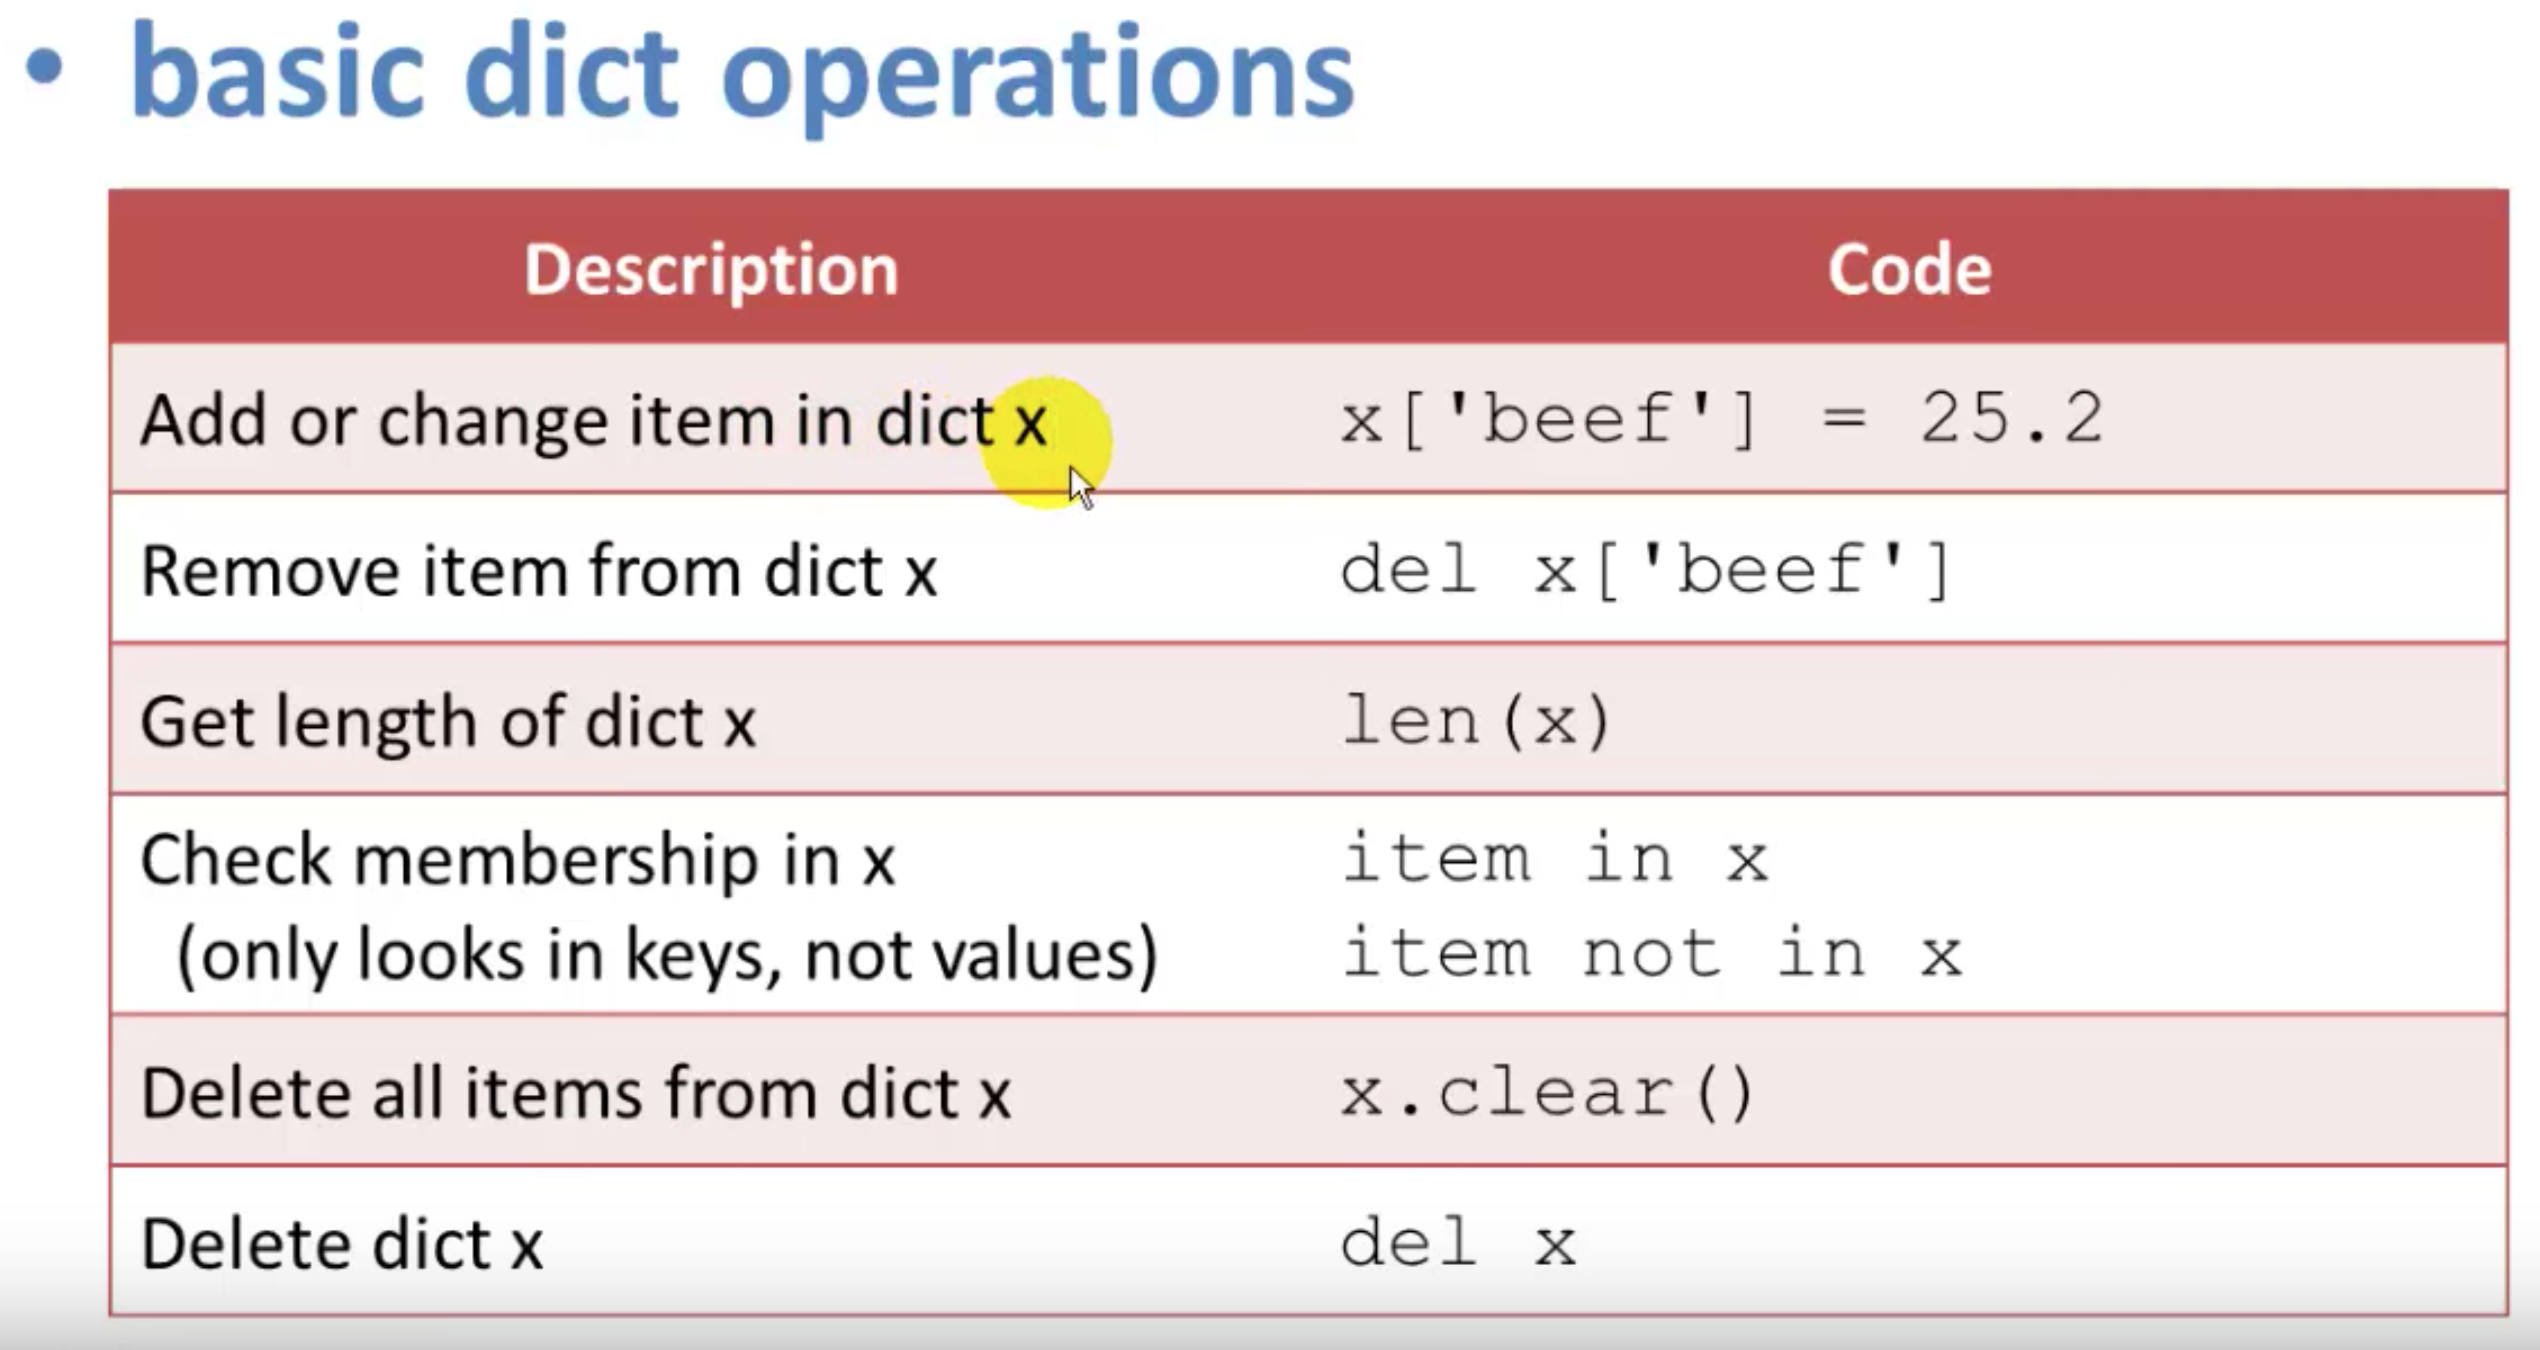 • basic dict operations
Description Code
Add or change item in dict x x['beef'] = 25.2
Remove item from dict x del x['beef']
Get length of dict x len(x)
Check membership in x item in x
(only looks in keys, not values) item not in x
Delete all items from dict x x.clear()
Delete dict x del x